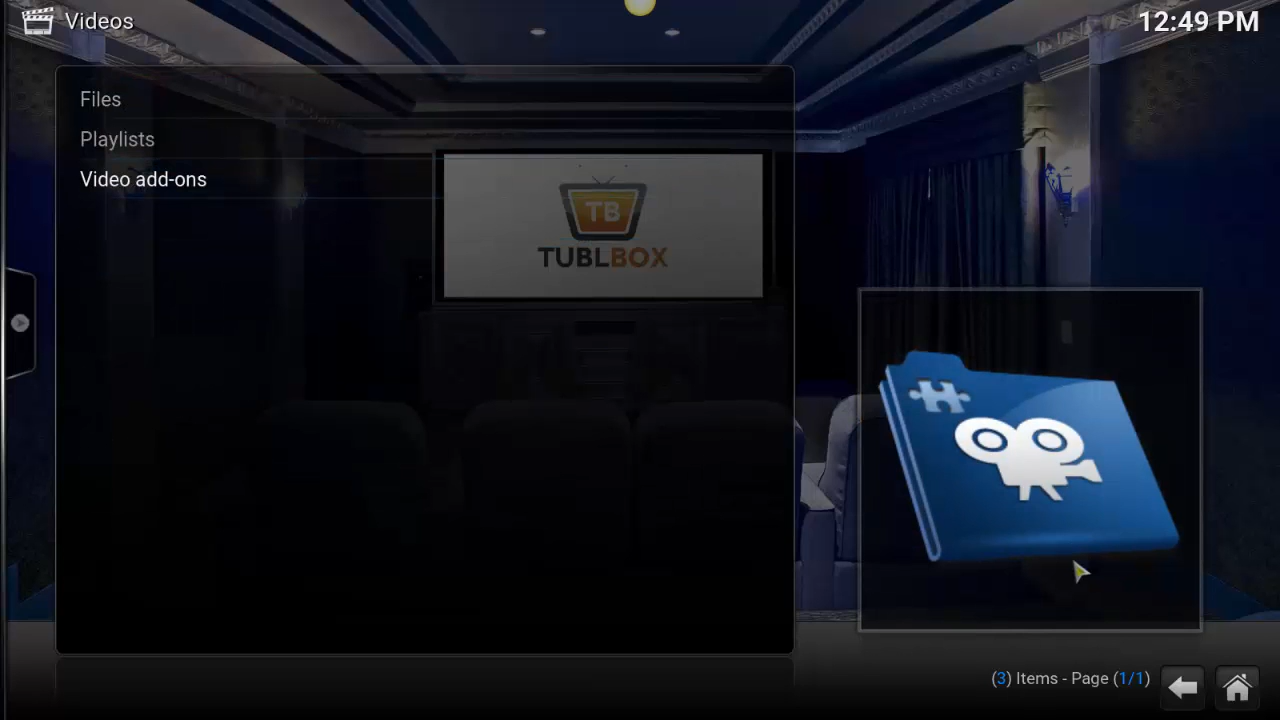 Videos
12:49 PM
Files
Playlists
Video add-ons
TB
TUBLBOX
(3) Items - Page (1/1)